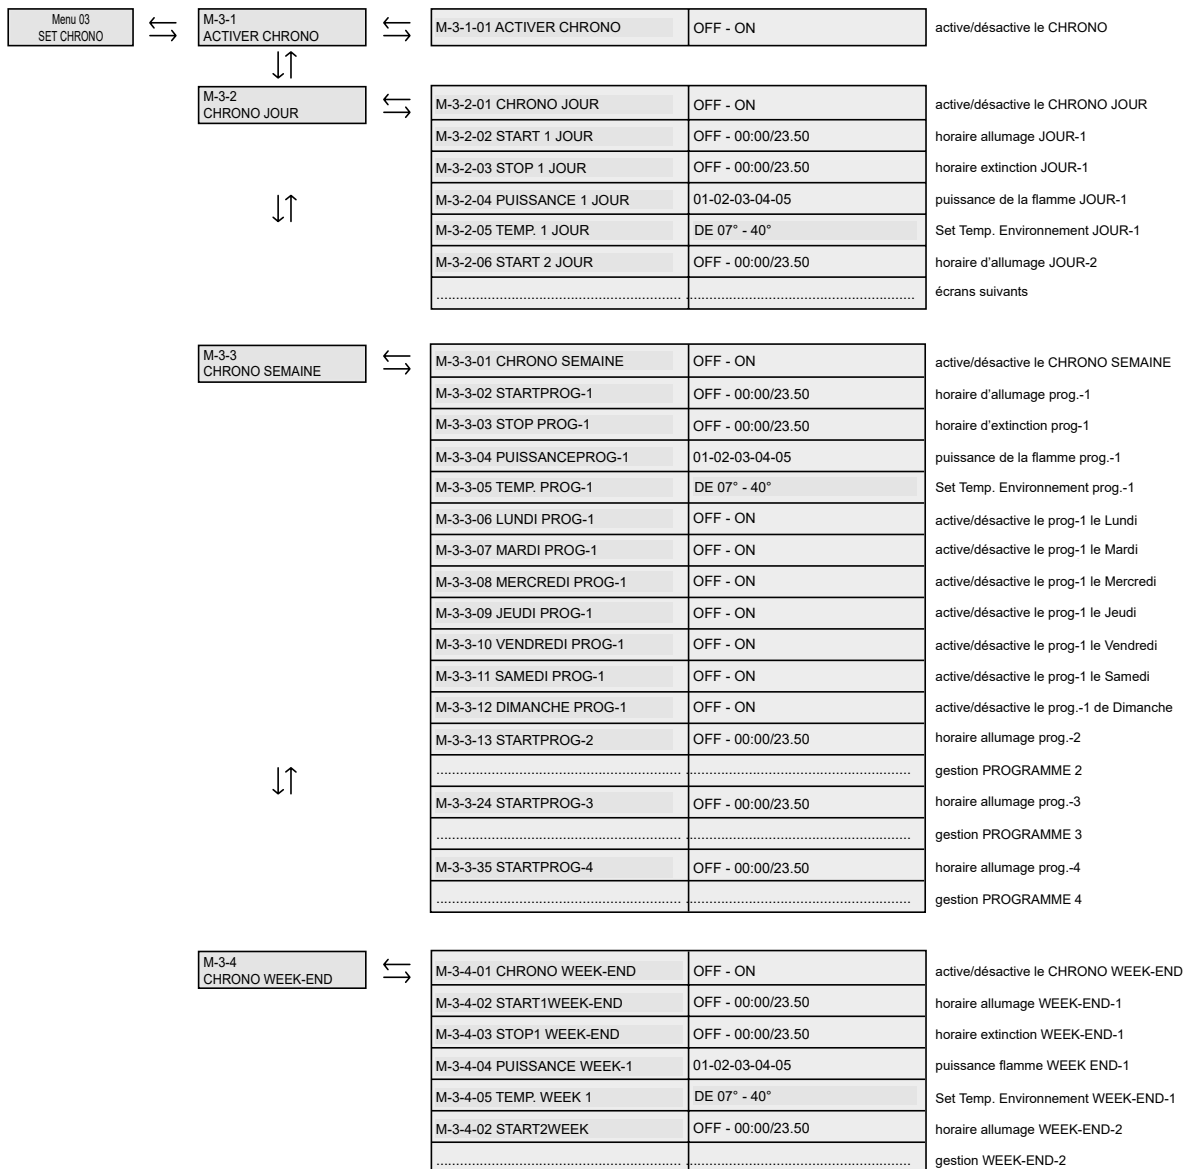 Menu 03
SET CHRONO
M-3-1
ACTIVER CHRONO
M-3-1-01 ACTIVER CHRONO OFF - ON active/désactive le CHRONO
M-3-2
CHRONO JOUR
M-3-2-01 CHRONO JOUR OFF - ON active/désactive le CHRONO JOUR
M-3-2-02 START 1 JOUR OFF - 00:00/23.50 horaire allumage JOUR-1
M-3-2-03 STOP 1 JOUR OFF - 00:00/23.50 horaire extinction JOUR-1
M-3-2-04 PUISSANCE 1 JOUR 01-02-03-04-05 puissance de la flamme JOUR-1
M-3-2-05 TEMP. 1 JOUR DE 07° - 40° Set Temp. Environnement JOUR-1
M-3-2-06 START 2 JOUR OFF - 00:00/23.50 horaire d'allumage JOUR-2
............................................................... ............................................................ écrans suivants
M-3-3
CHRONO SEMAINE
M-3-3-01 CHRONO SEMAINE OFF - ON active/désactive le CHRONO SEMAINE
M-3-3-02 STARTPROG-1 OFF - 00:00/23.50 horaire d'allumage prog.-1
M-3-3-03 STOP PROG-1 OFF - 00:00/23.50 horaire d'extinction prog-1
M-3-3-04 PUISSANCEPROG-1 01-02-03-04-05 puissance de la flamme prog.-1
M-3-3-05 TEMP. PROG-1 DE 07° - 40° Set Temp. Environnement prog.-1
M-3-3-06 LUNDI PROG-1 OFF - ON active/désactive le prog-1 le Lundi
M-3-3-07 MARDI PROG-1 OFF - ON active/désactive le prog-1 le Mardi
M-3-3-08 MERCREDI PROG-1 OFF - ON active/désactive le prog-1 le Mercredi
M-3-3-09 JEUDI PROG-1 OFF - ON active/désactive le prog-1 le Jeudi
M-3-3-10 VENDREDI PROG-1 OFF - ON active/désactive le prog-1 le Vendredi
M-3-3-11 SAMEDI PROG-1 OFF - ON active/désactive le prog-1 le Samedi
M-3-3-12 DIMANCHE PROG-1 OFF - ON active/désactive le prog.-1 de Dimanche
M-3-3-13 STARTPROG-2 OFF - 00:00/23.50 horaire allumage prog.-2
............................................................... ............................................................ gestion PROGRAMME 2
M-3-3-24 STARTPROG-3 OFF - 00:00/23.50 horaire allumage prog.-3
............................................................... ............................................................ gestion PROGRAMME 3
M-3-3-35 STARTPROG-4 OFF - 00:00/23.50 horaire allumage prog.-4
............................................................... ............................................................ gestion PROGRAMME 4
M-3-4
CHRONO WEEK-END
M-3-4-01 CHRONO WEEK-END OFF - ON active/désactive le CHRONO WEEK-END
M-3-4-02 START1WEEK-END OFF - 00:00/23.50 horaire allumage WEEK-END-1
M-3-4-03 STOP1 WEEK-END OFF - 00:00/23.50 horaire extinction WEEK-END-1
M-3-4-04 PUISSANCE WEEK-1 01-02-03-04-05 puissance flamme WEEK END-1
M-3-4-05 TEMP. WEEK 1 DE 07° - 40° Set Temp. Environnement WEEK-END-1
M-3-4-02 START2WEEK OFF - 00:00/23.50 horaire allumage WEEK-END-2
............................................................... ............................................................ gestion WEEK-END-2